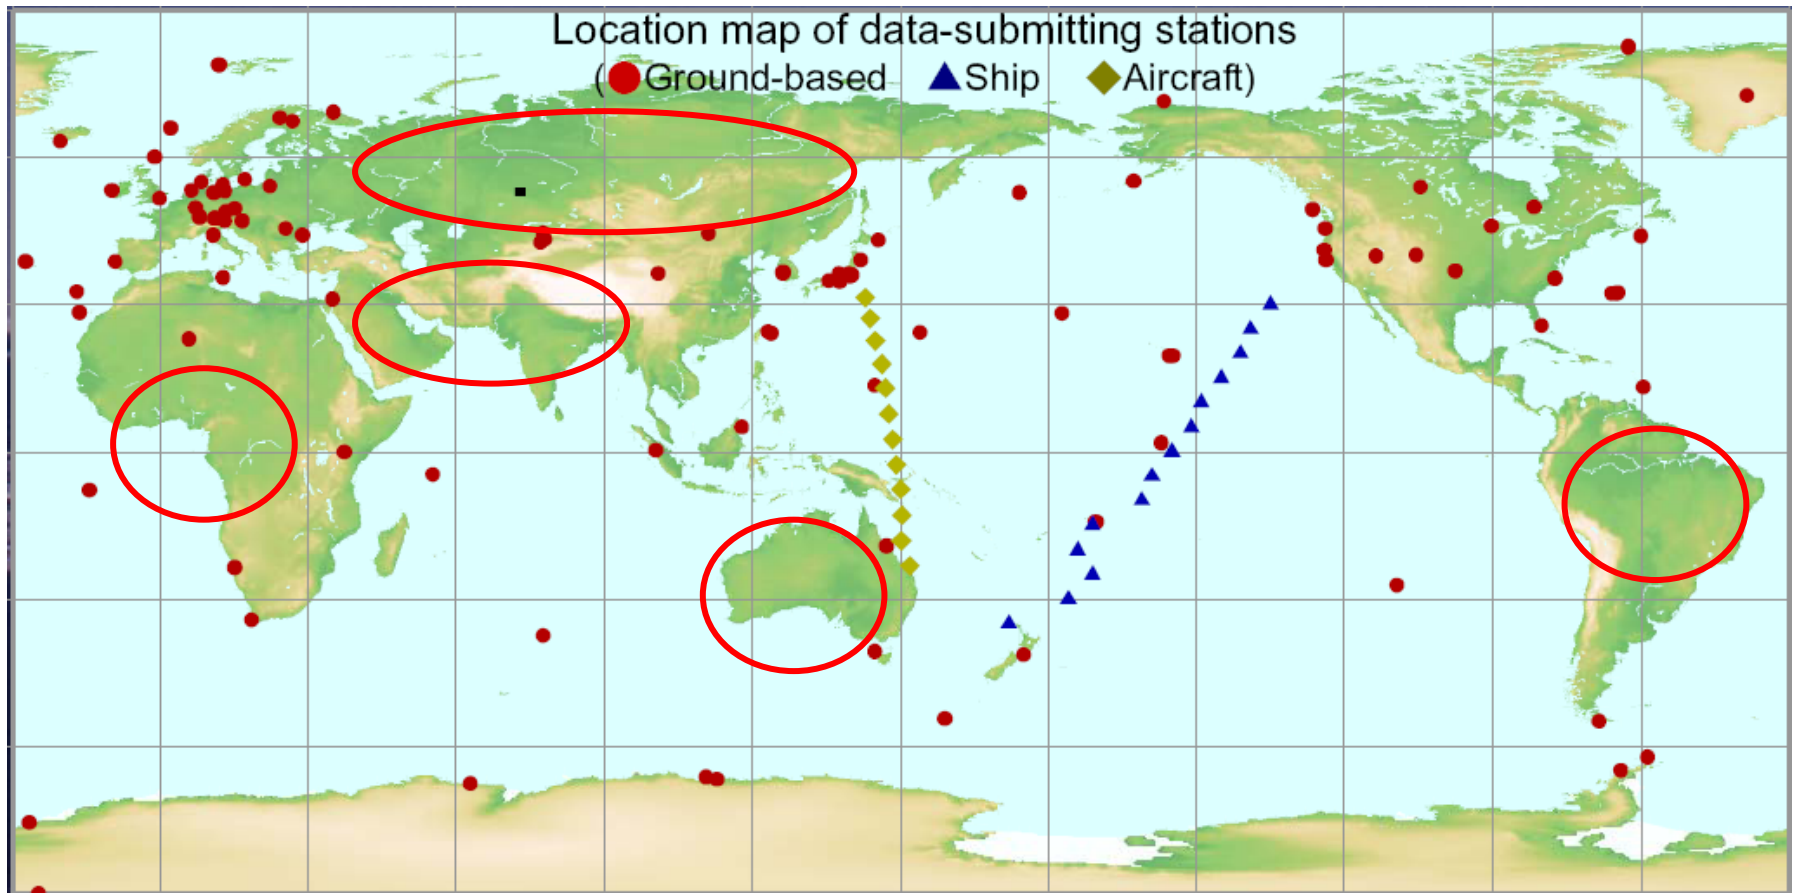 Location map of data-submitting stations
(Ground-based Ship Aircraft)